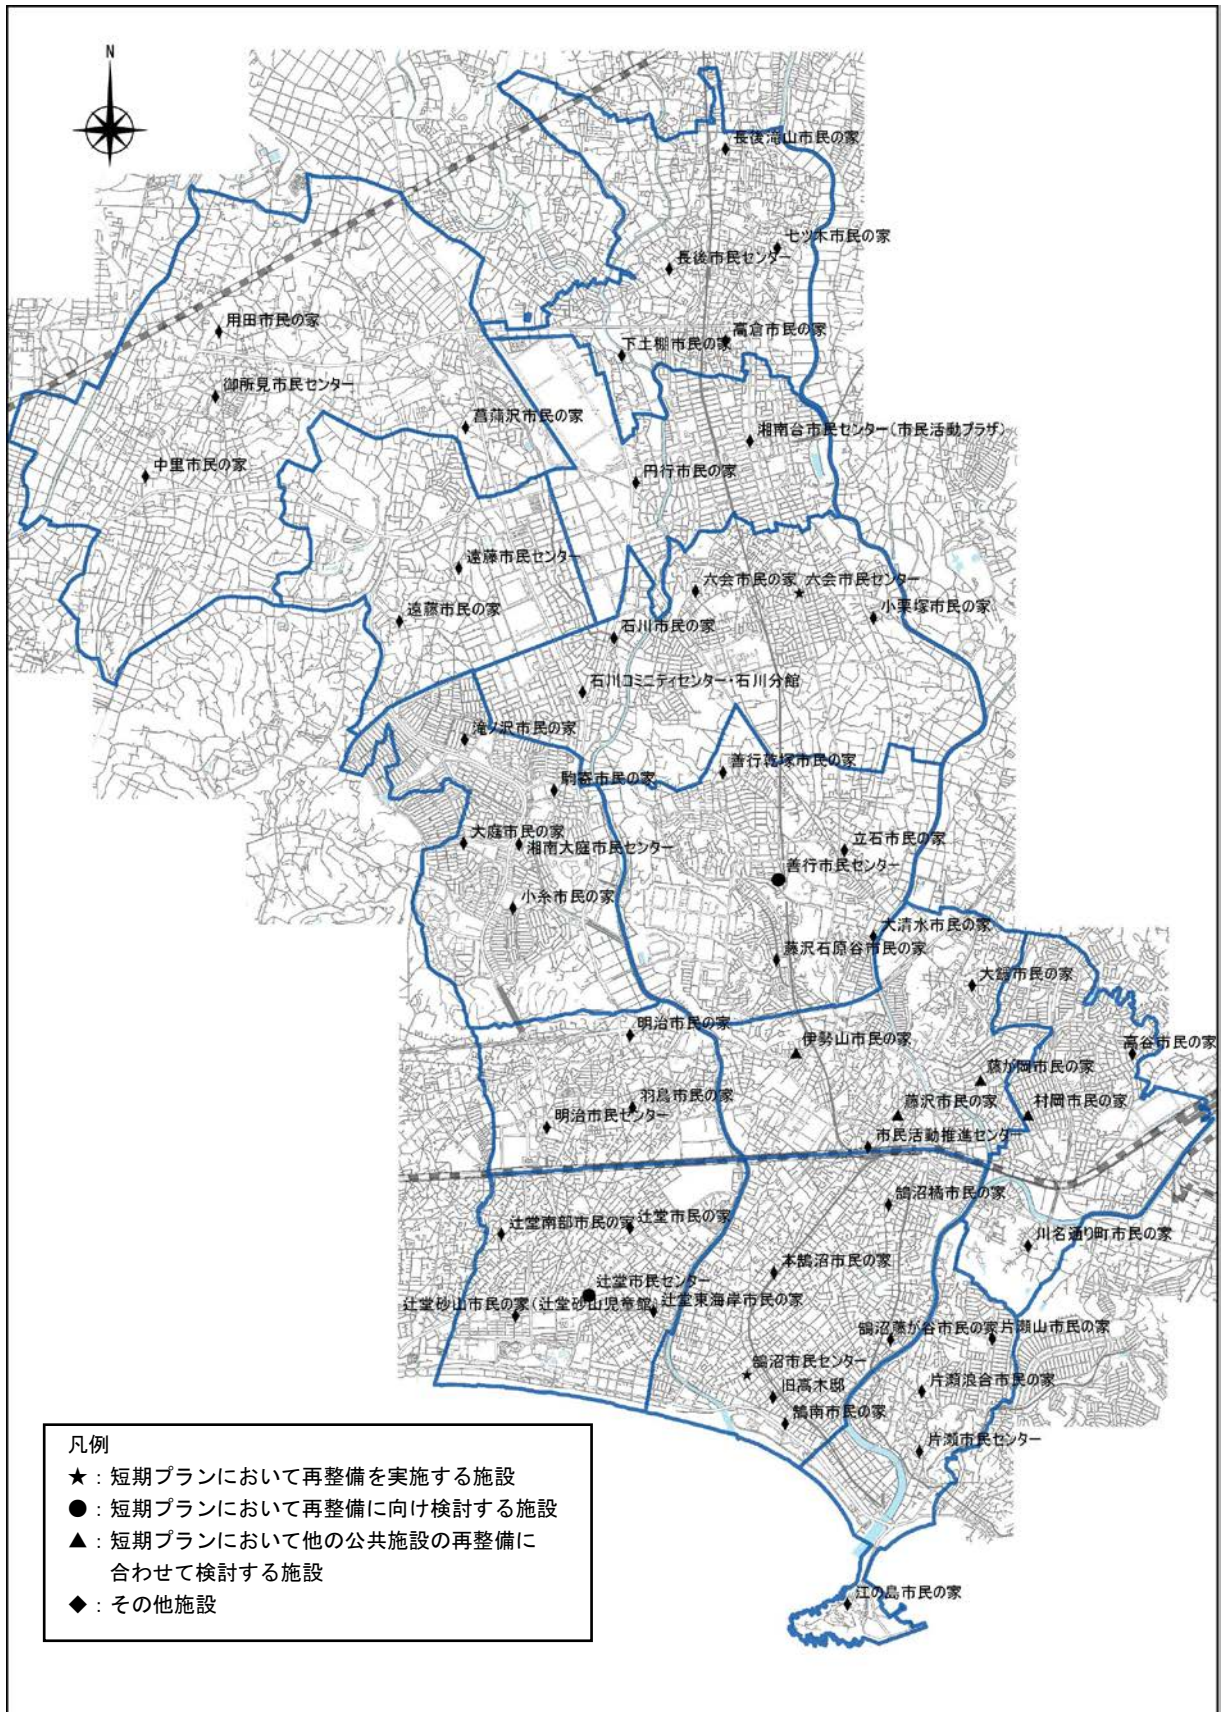 N
長後滝山市民の家
七ツ木市民の家
長後市民センター
用田市民の家
高倉市民の家
下土棚市民の家
御所見市民センター
菖蒲沢市民の家
湘南台市民センター(市民活動プラザ)
中里市民の家
円行市民の家
遠藤市民センター
六会市民の家
六会市民センター
小栗塚市民の家
遠藤市民の家
石川市民の家
石川コミニティセンター・石川分館
滝ノ沢市民の家
善行乾塚市民の家
駒寄市民の家
大庭市民の家
湘南大庭市民センター
立石市民の家
善行市民センター
小糸市民の家
大清水市民の家
藤沢石原谷市民の家
大鋸市民の家
明治市民の家
伊勢山市民の家
高谷市民の家
藤が岡市民の家
羽鳥市民の家
明治市民センター
藤沢市民の家
村岡市民の家
市民活動推進センター
鵠沼橘市民の家
辻堂南部市民の家
辻堂市民の家
川名通り町市民の家
本鵠沼市民の家
辻堂市民センター
辻堂砂山市民の家(辻堂砂山児童館)
辻堂東海岸市民の家
鵠沼藤が谷市民の家
片瀬山市民の家
鵠沼市民センター
旧高木邸
片瀬浪合市民の家
鵠南市民の家
片瀬市民センター
江の島市民の家
凡例
★：短期プランにおいて再整備を実施する施設
●：短期プランにおいて再整備に向け検討する施設
▲：短期プランにおいて他の公共施設の再整備に
合わせて検討する施設
◆：その他施設